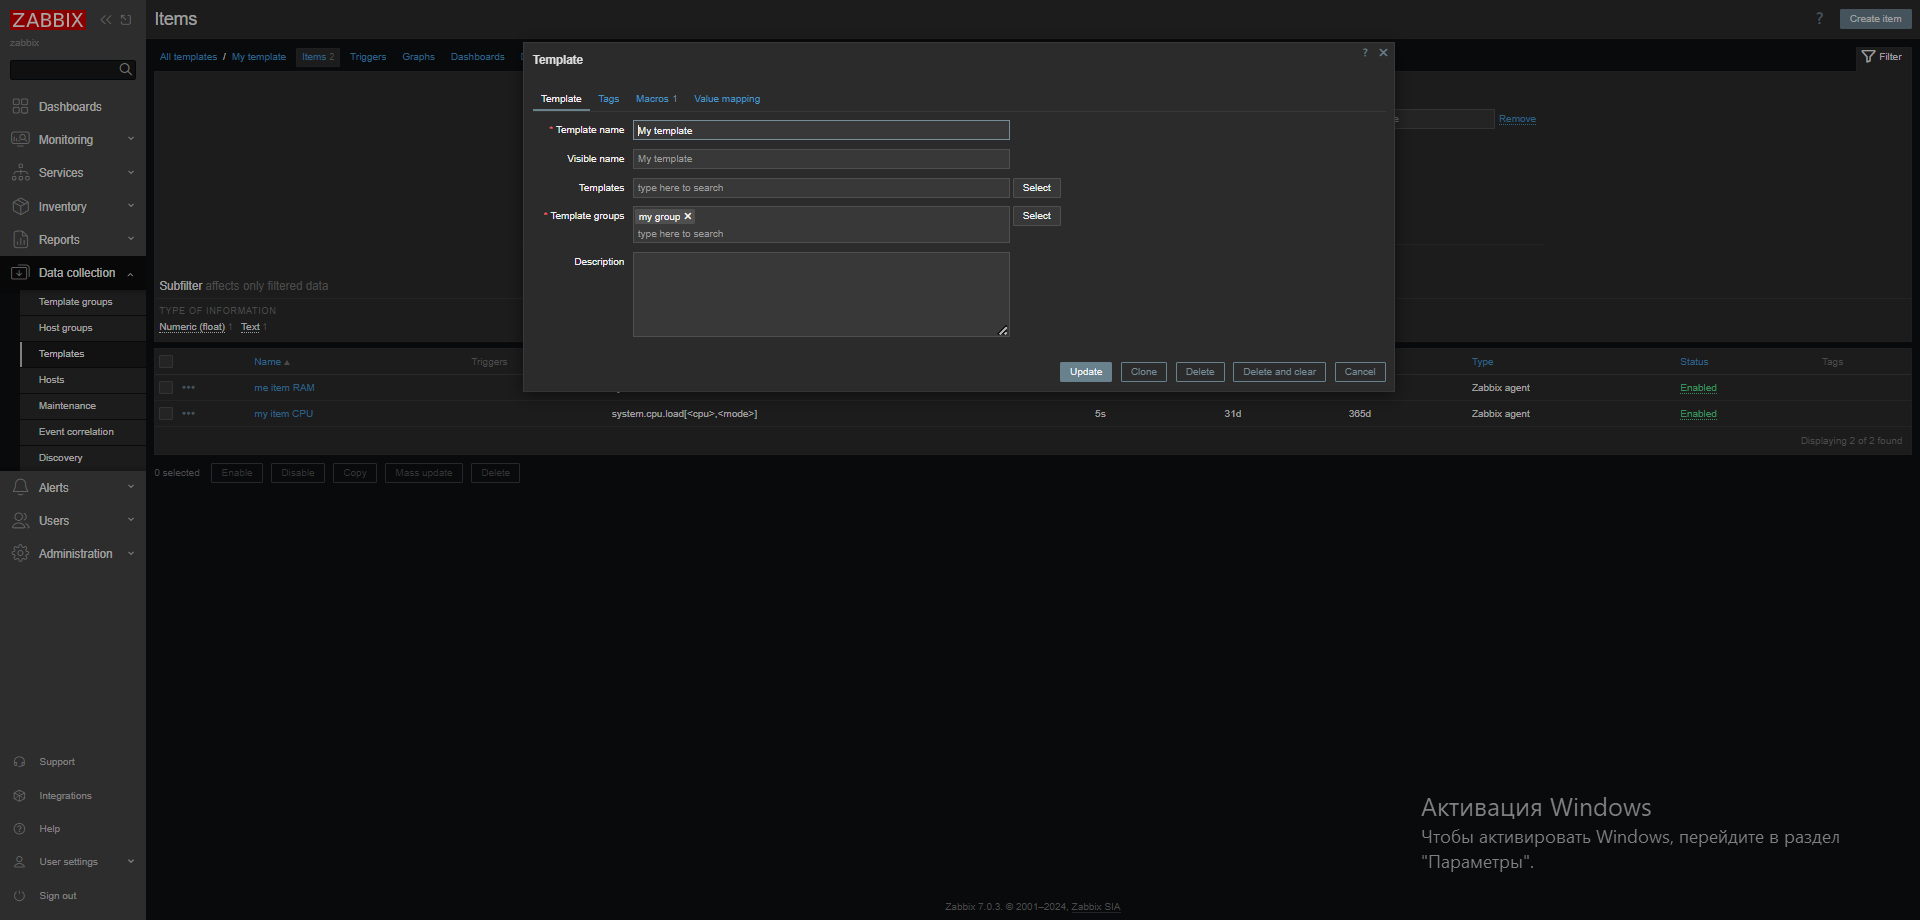 ZABBIX
zabbix
Dashboards
Monitoring
Services
Inventory
Reports
Data collection
Template groups
Host groups
Templates
Hosts
Maintenance
Event correlation
Discovery
Alerts
Users
Administration
Support
Integrations
Help
User settings
Sign out
Items
? Create item
All templates / My template Items 2 Triggers Graphs Dashboards
Filter
Remove
Subfilter affects only filtered data
TYPE OF INFORMATION
Numeric (float) 1 Text 1
Template ?
Template Tags Macros 1 Value mapping
* Template name My template
Visible name My template
Templates type here to search Select
* Template groups my group Select
type here to search
Description
Update Clone Delete Delete and clear Cancel
Name Triggers Type Status Tags
me item RAM Zabbix agent Enabled
my item CPU system.cpu.load[<cpu>,<mode>] 5s 31d 365d Zabbix agent Enabled
Displaying 2 of 2 found
0 selected Enable Disable Copy Mass update Delete
Активация Windows
Чтобы активировать Windows, перейдите в раздел
"Параметры".
Zabbix 7.0.3. © 2001–2024, Zabbix SIA